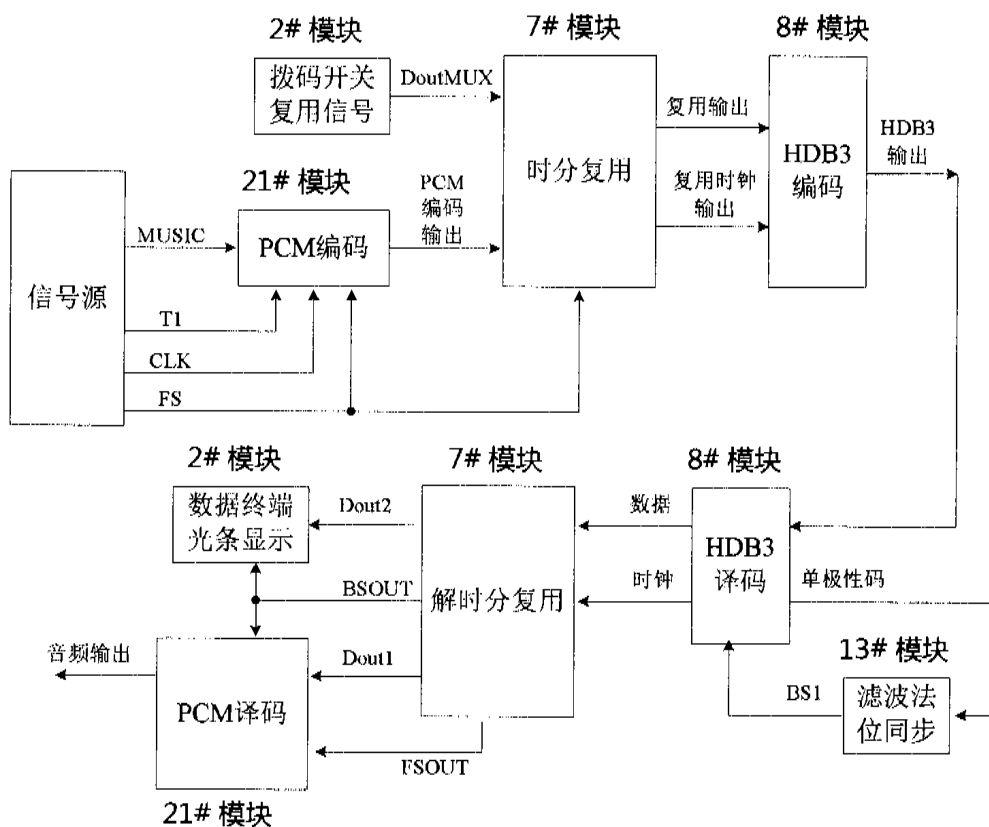 2# 模块
7# 模块
8# 模块
拨码开关
复用信号
DoutMUX
时分复用
复用输出
复用时钟
输出
HDB3
编码
HDB3
输出
21# 模块
信号源
MUSIC
PCM编码
PCM
编码
输出
T1
CLK
FS
2# 模块
7# 模块
8# 模块
数据终端
光条显示
Dout2
BSOUT
解时分复用
数据
时钟
HDB3
译码
单极性码
音频输出
PCM译码
Dout1
FSOUT
BS1
13# 模块
滤波法
位同步
21# 模块